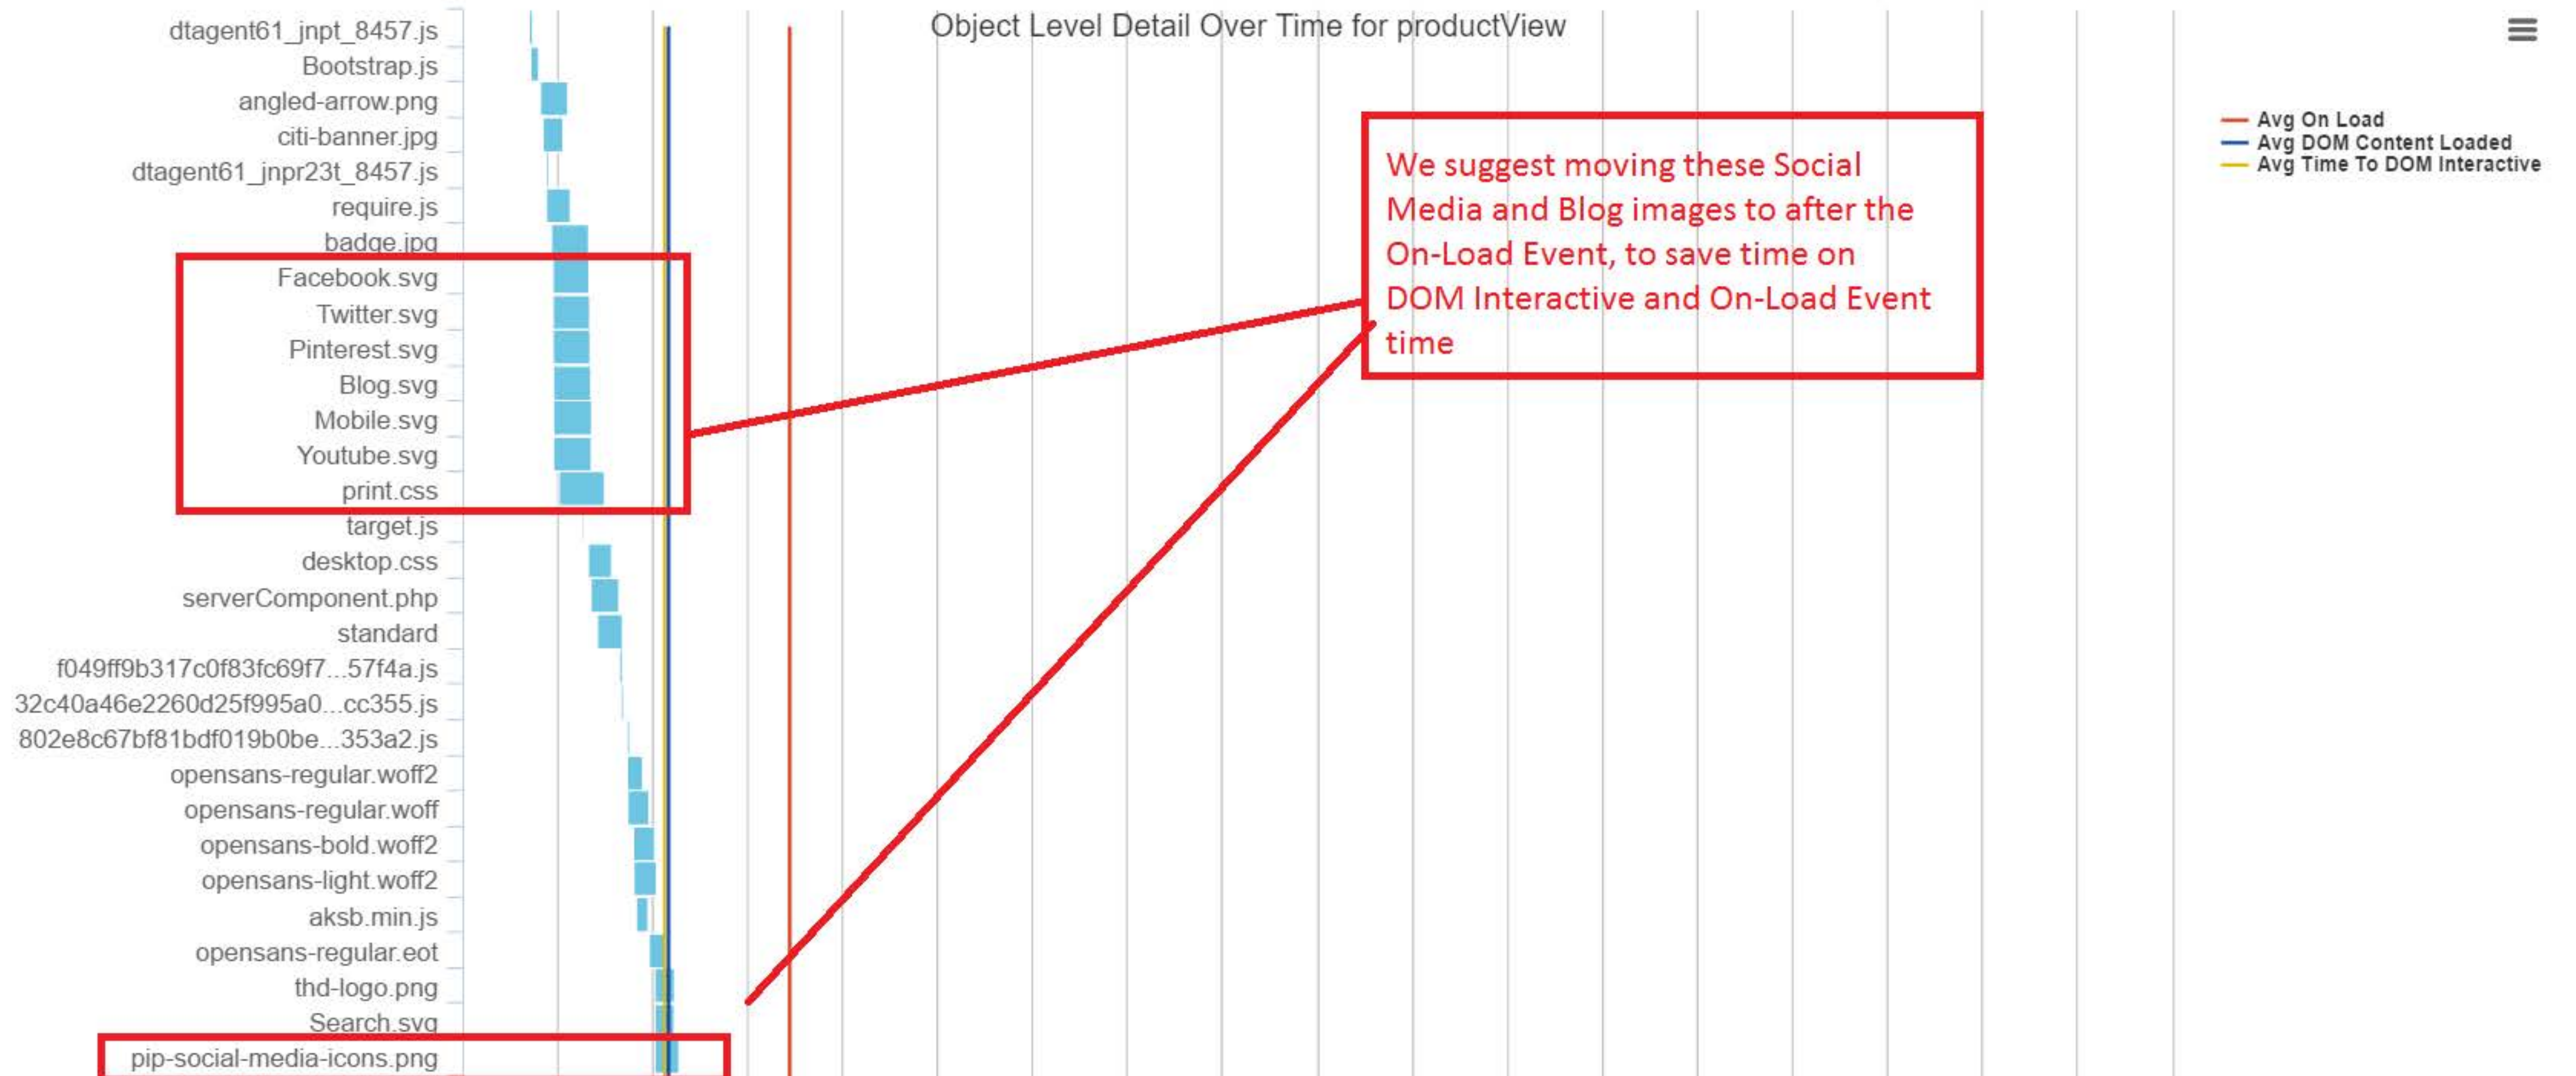 Object Level Detail Over Time for productView
dtagent61_jnpt_8457.js
Bootstrap.js
angled-arrow.png
citi-banner.jpg
dtagent61_jnpr23t_8457.js
require.js
badge.jpg
Facebook.svg
Twitter.svg
Pinterest.svg
Blog.svg
Mobile.svg
Youtube.svg
print.css
target.js
desktop.css
serverComponent.php
standard
f049ff9b317c0f83fc69f7...57f4a.js
32c40a46e2260d25f995a0...cc355.js
802e8c67bf81bdf019b0be...353a2.js
opensans-regular.woff2
opensans-regular.woff
opensans-bold.woff2
opensans-light.woff2
aksb.min.js
opensans-regular.eot
thd-logo.png
Search.svg
pip-social-media-icons.png
We suggest moving these Social
Media and Blog images to after the
On-Load Event, to save time on
DOM Interactive and On-Load Event
time
Avg On Load
Avg DOM Content Loaded
Avg Time To DOM Interactive